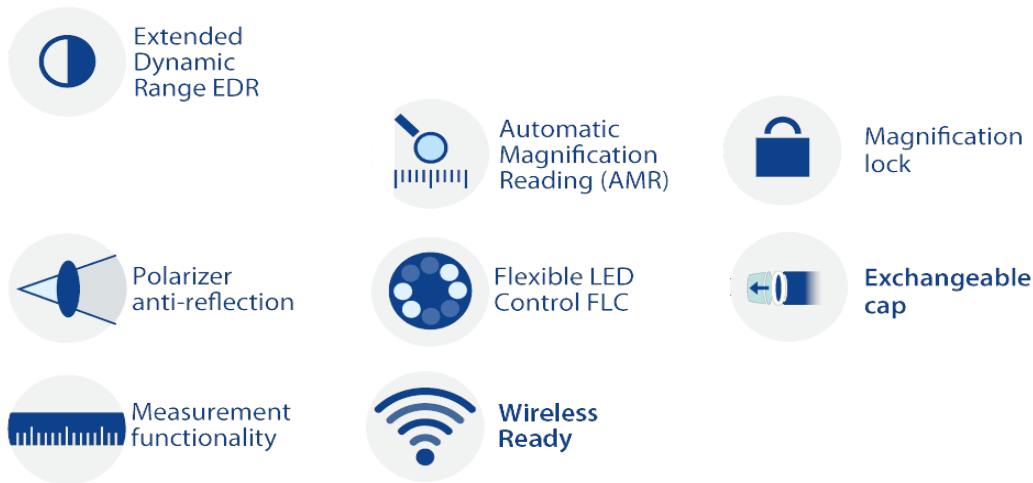 Extended
Dynamic
Range EDR
Automatic
Magnification
Reading (AMR)
Magnification
lock
Polarizer
anti-reflection
Flexible LED
Control FLC
Exchangeable
cap
Measurement
functionality
Wireless
Ready